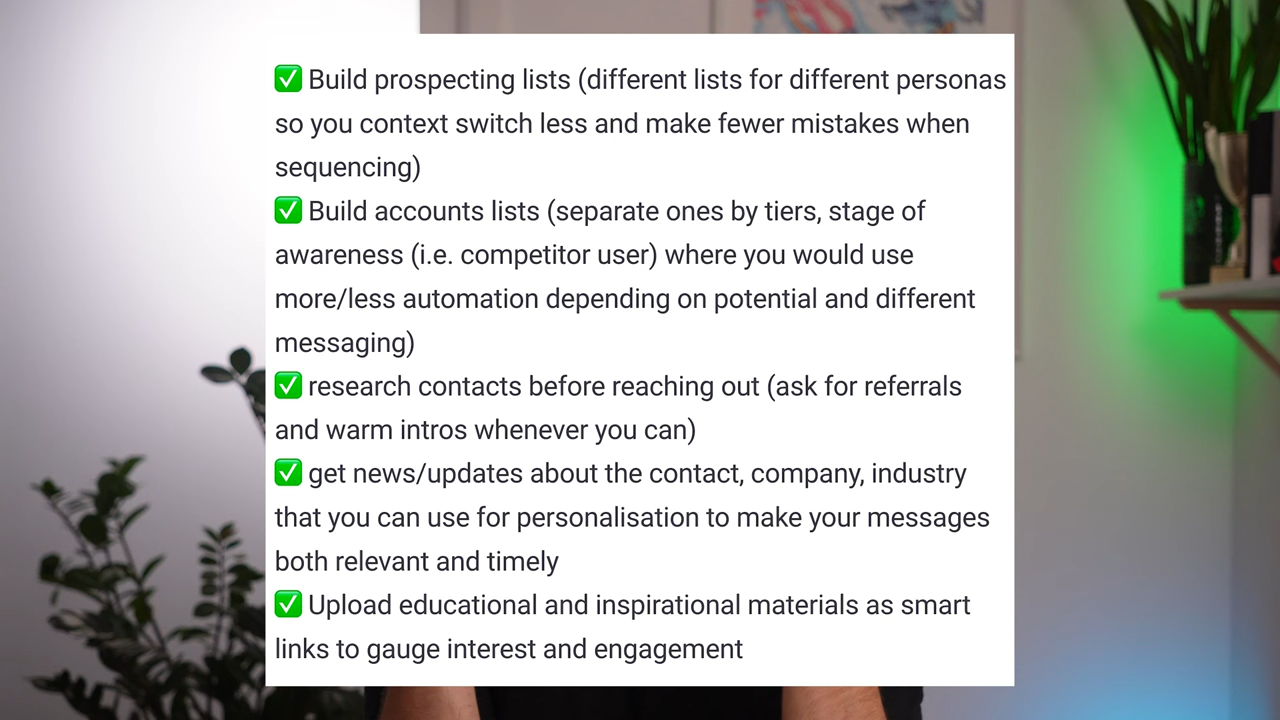 ✅ Build prospecting lists (different lists for different personas
so you context switch less and make fewer mistakes when
sequencing)
✅ Build accounts lists (separate ones by tiers, stage of
awareness (i.e. competitor user) where you would use
more/less automation depending on potential and different
messaging)
✅ research contacts before reaching out (ask for referrals
and warm intros whenever you can)
✅ get news/updates about the contact, company, industry
that you can use for personalisation to make your messages
both relevant and timely
✅ Upload educational and inspirational materials as smart
links to gauge interest and engagement